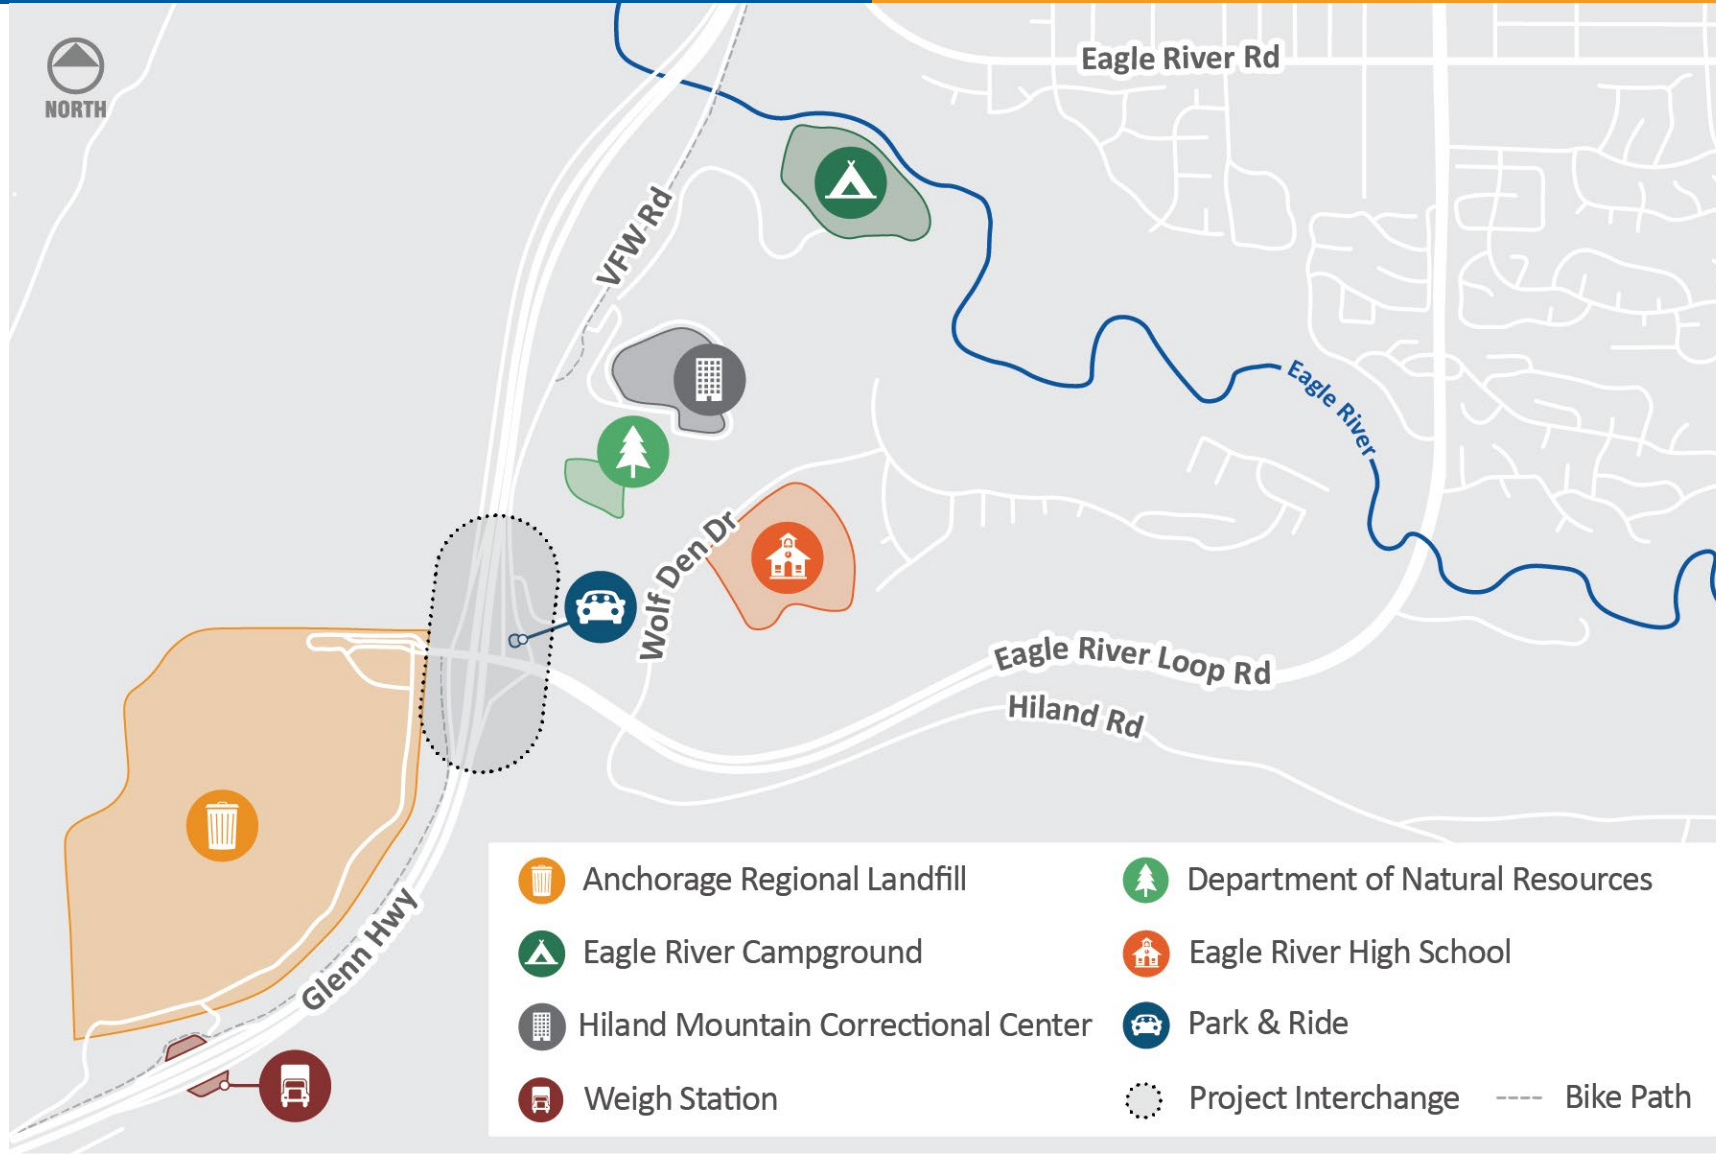 Eagle River Rd
NORTH
VFW Rd
Eagle River
Wolf Den Dr
Eagle River Loop Rd
Hiland Rd
Glenn Hwy
Anchorage Regional Landfill
Department of Natural Resources
Eagle River Campground
Eagle River High School
Hiland Mountain Correctional Center
Park & Ride
Weigh Station
Project Interchange
Bike Path